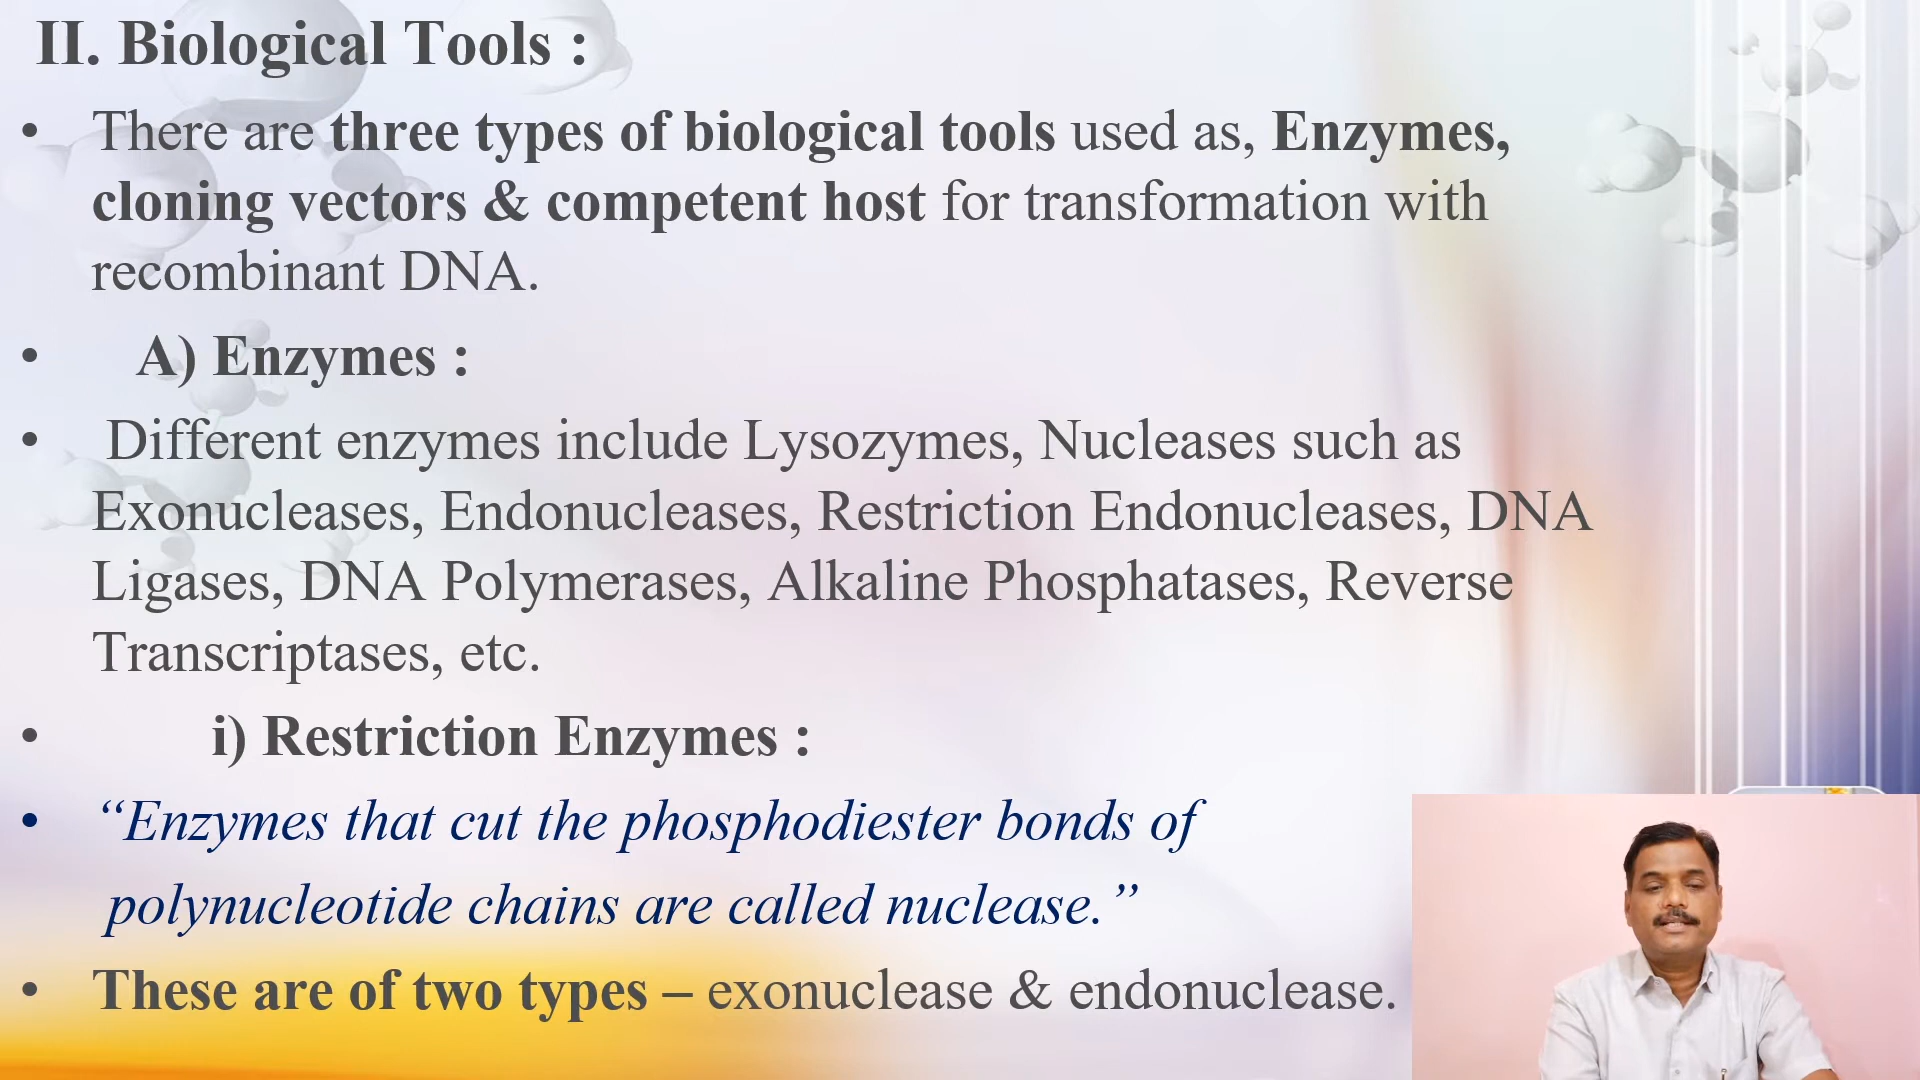 II. Biological Tools :
• There are three types of biological tools used as, Enzymes,
cloning vectors & competent host for transformation with
recombinant DNA.
• A) Enzymes :
• Different enzymes include Lysozymes, Nucleases such as
Exonucleases, Endonucleases, Restriction Endonucleases, DNA
Ligases, DNA Polymerases, Alkaline Phosphatases, Reverse
Transcriptases, etc.
• i) Restriction Enzymes :
• “Enzymes that cut the phosphodiester bonds of
polynucleotide chains are called nuclease.”
• These are of two types – exonuclease & endonuclease.